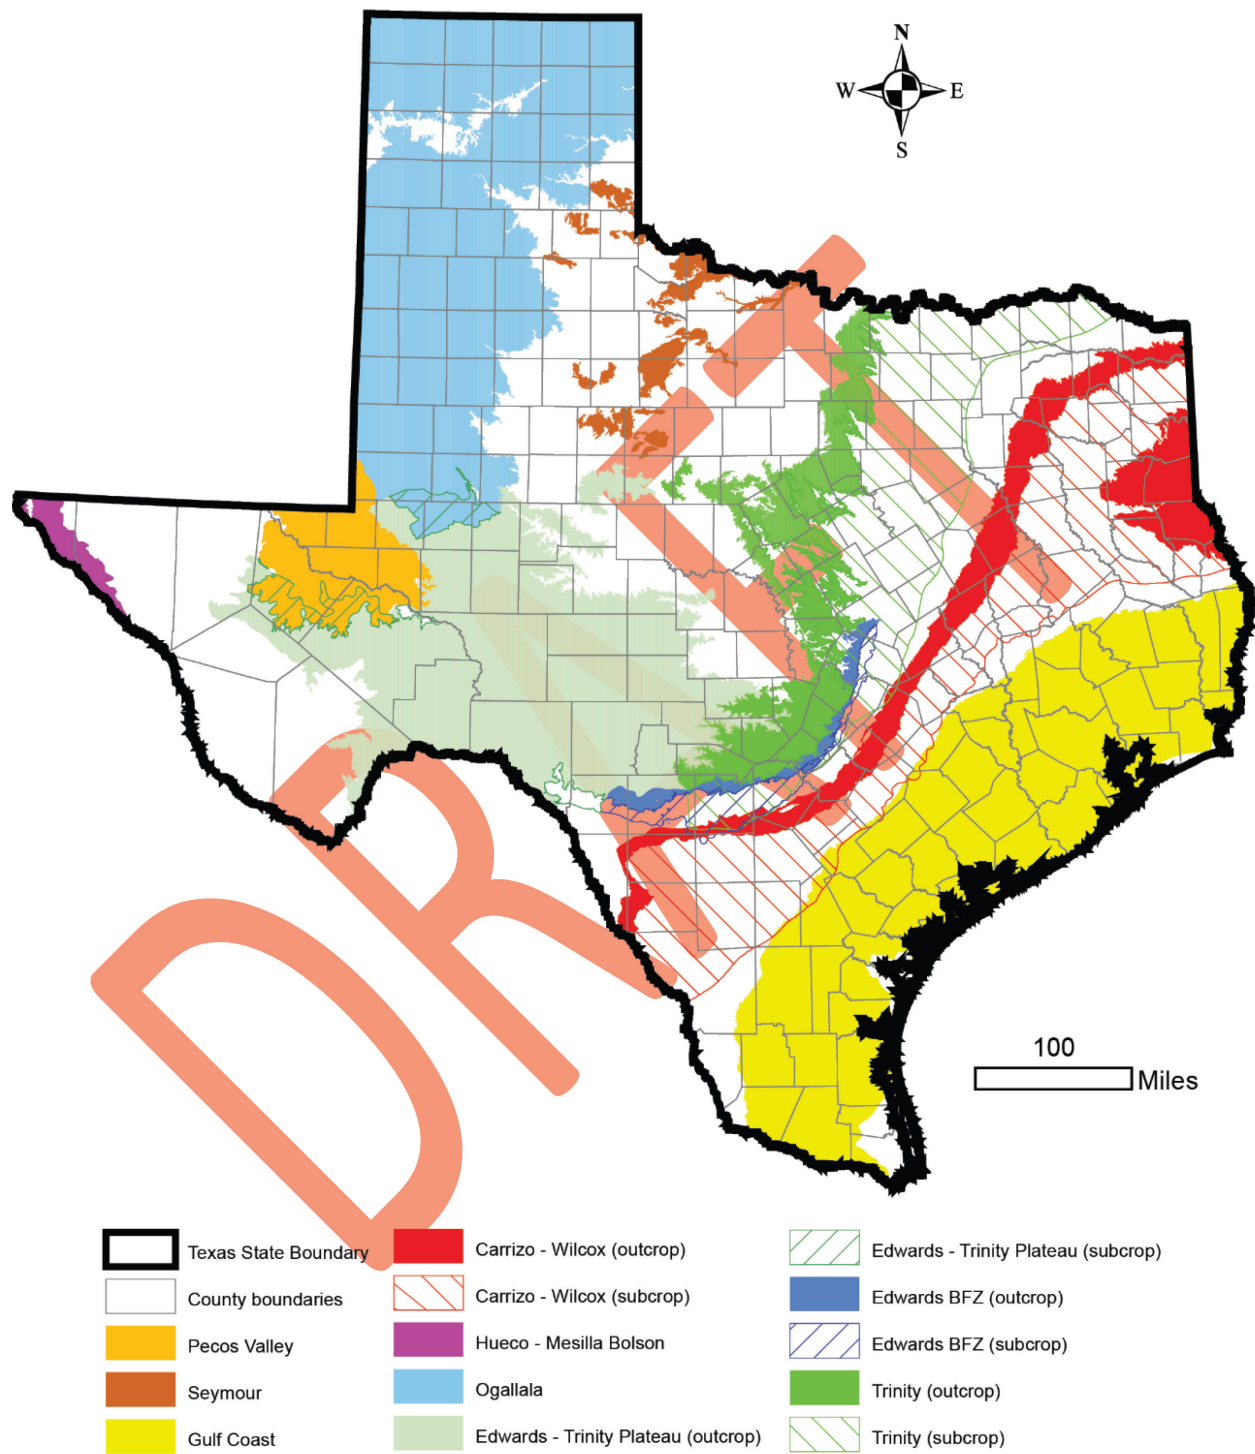 N
W E
S
DRAFT
100
Miles
Texas State Boundary
County boundaries
Pecos Valley
Seymour
Gulf Coast
Carrizo - Wilcox (outcrop)
Carrizo - Wilcox (subcrop)
Hueco - Mesilla Bolson
Ogallala
Edwards - Trinity Plateau (outcrop)
Edwards - Trinity Plateau (subcrop)
Edwards BFZ (outcrop)
Edwards BFZ (subcrop)
Trinity (outcrop)
Trinity (subcrop)